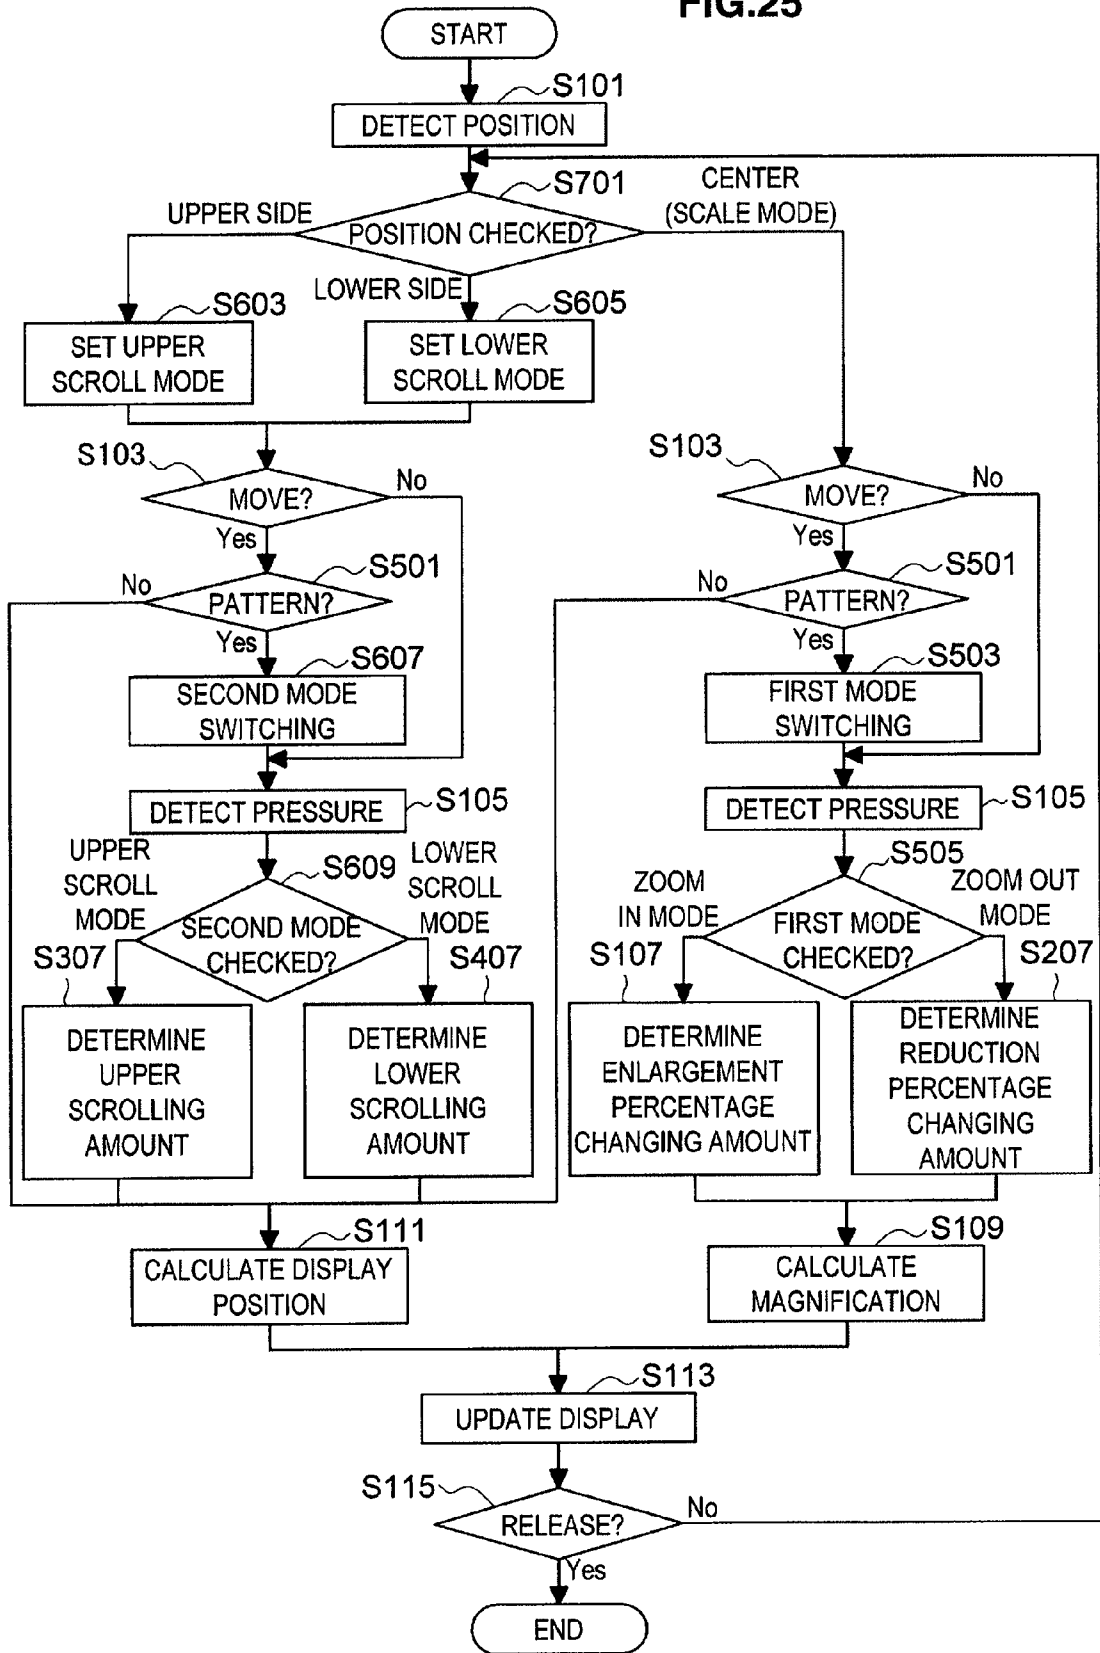 FIG.25
START
S101
DETECT POSITION
S701
CENTER
(SCALE MODE)
UPPER SIDE
POSITION CHECKED?
LOWER SIDE
S603
S605
SET UPPER
SCROLL MODE
SET LOWER
SCROLL MODE
S103
MOVE?
No
Yes
S103
MOVE?
No
Yes
S501
No
PATTERN?
Yes
S501
No
PATTERN?
Yes
S607
SECOND MODE
SWITCHING
S503
FIRST MODE
SWITCHING
DETECT PRESSURE
S105
DETECT PRESSURE
S105
UPPER
SCROLL
MODE
S609
LOWER
SCROLL
MODE
SECOND MODE
CHECKED?
ZOOM
IN MODE
S505
ZOOM OUT
MODE
FIRST MODE
CHECKED?
S307
S407
S107
S207
DETERMINE
UPPER
SCROLLING
AMOUNT
DETERMINE
LOWER
SCROLLING
AMOUNT
DETERMINE
ENLARGEMENT
PERCENTAGE
CHANGING AMOUNT
DETERMINE
REDUCTION
PERCENTAGE
CHANGING
AMOUNT
S111
CALCULATE DISPLAY
POSITION
S109
CALCULATE
MAGNIFICATION
S113
UPDATE DISPLAY
S115
RELEASE?
No
Yes
END